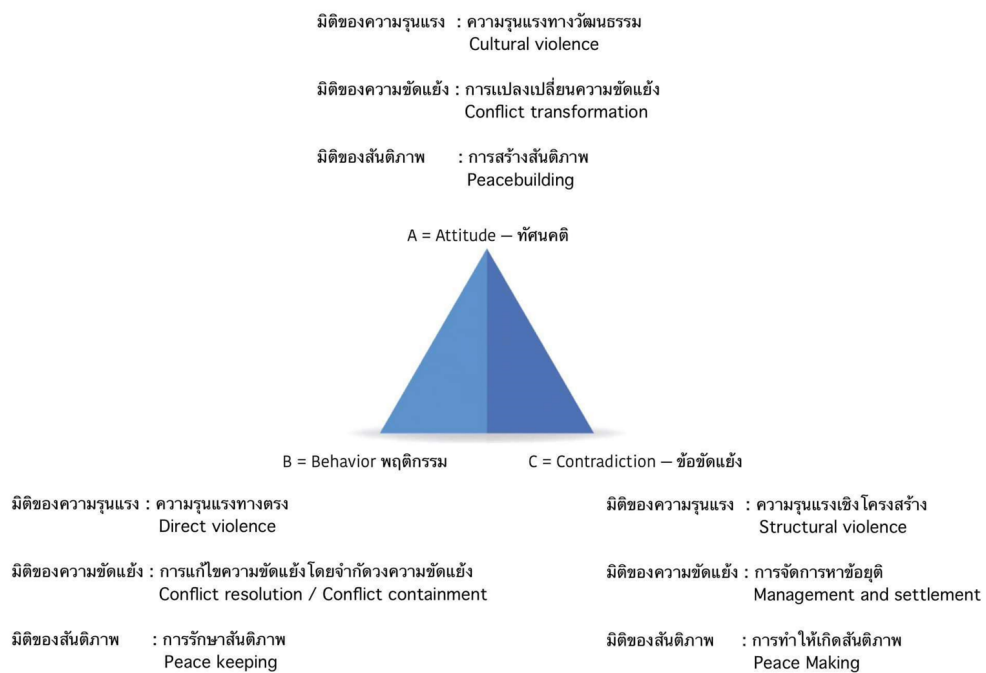 มิติของความรุนแรง : ความรุนแรงทางวัฒนธรรม
Cultural violence
มิติของความขัดแย้ง : การแปลงเปลี่ยนความขัดแย้ง
Conflict transformation
มิติของสันติภาพ : การสร้างสันติภาพ
Peacebuilding
A = Attitude — ทัศนคติ
B = Behavior พฤติกรรม
C = Contradiction — ข้อขัดแย้ง
มิติของความรุนแรง : ความรุนแรงทางตรง
Direct violence
มิติของความขัดแย้ง : การแก้ไขความขัดแย้งโดยจำกัดวงความขัดแย้ง
Conflict resolution / Conflict containment
มิติของสันติภาพ : การรักษาสันติภาพ
Peace keeping
มิติของความรุนแรง : ความรุนแรงเชิงโครงสร้าง
Structural violence
มิติของความขัดแย้ง : การจัดการหาข้อยุติ
Management and settlement
มิติของสันติภาพ : การทำให้เกิดสันติภาพ
Peace Making